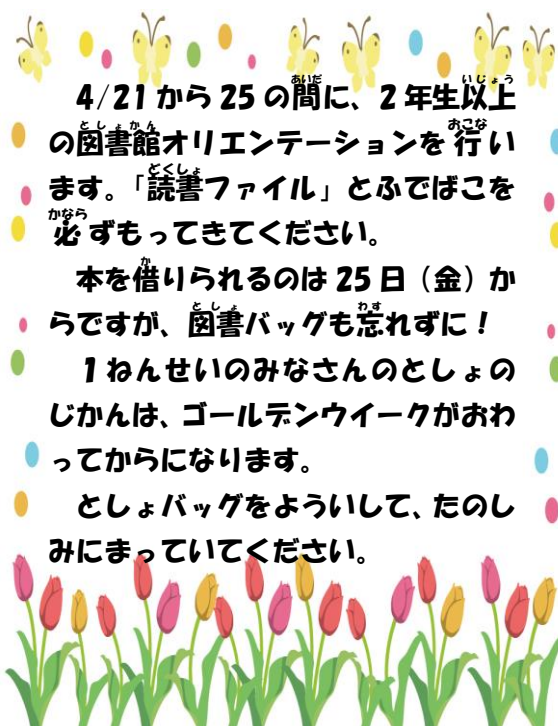 4/21から25の間に、2年生以上
の図書館オリエンテーションを行い
ます。「読書ファイル」とふでばこを
必ずもってきてください。
本を借りられるのは25日（金）か
らですが、図書バッグも忘れずに！
1ねんせいのみなさんのとしょの
じかんは、ゴールデンウイークがおわ
ってからになります。
としょバッグをよういして、たのし
みにまっていてください。